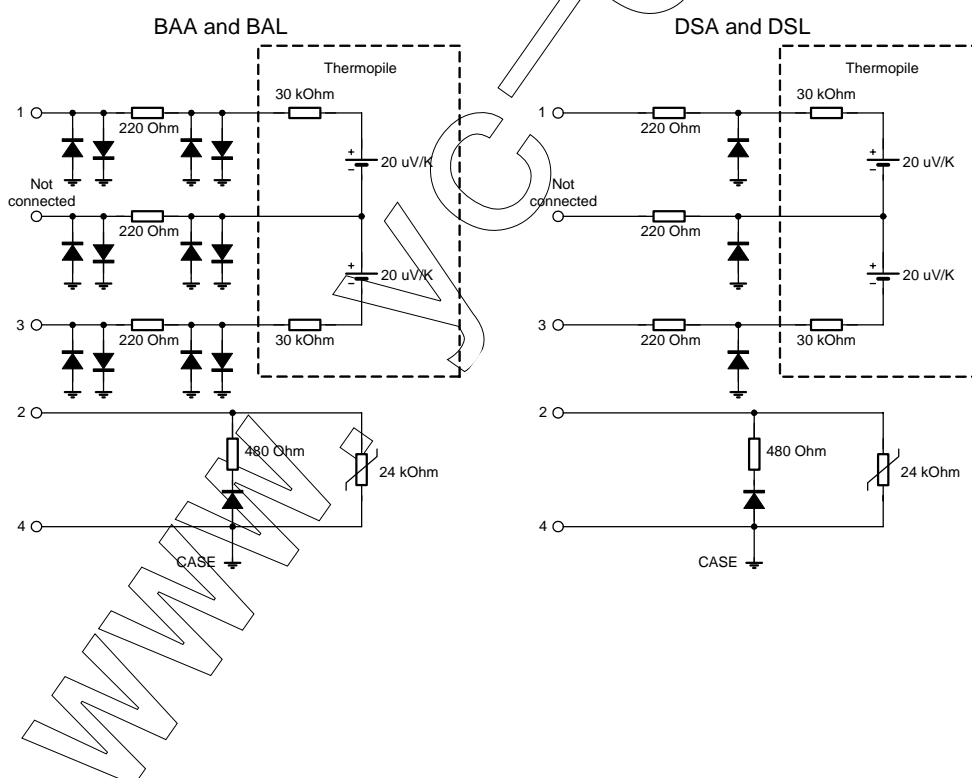 BAA and BAL
Thermopile
30 kOhm
1
220 Ohm
+
20 uV/K
−
Not
connected
220 Ohm
+
20 uV/K
−
3
220 Ohm
30 kOhm
2
480 Ohm
24 kOhm
4
CASE
DSA and DSL
Thermopile
30 kOhm
1
220 Ohm
+
20 uV/K
−
Not
connected
220 Ohm
+
20 uV/K
−
3
220 Ohm
30 kOhm
2
480 Ohm
24 kOhm
4
CASE
www.yc-